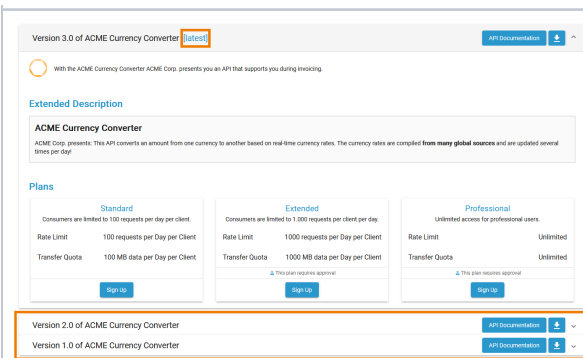 Version 3.0 of ACME Currency Converter [latest]
API Documentation
With the ACME Currency Converter ACME Corp. presents you an API that supports you during invoicing.
Extended Description
ACME Currency Converter
ACME Corp. presents: This API converts an amount from one currency to another based on real-time currency rates. The currency rates are compiled from many global sources and are updated several
times per day!
Plans
Standard
Consumers are limited to 100 requests per day per client.
Rate Limit 100 requests per Day per Client
Transfer Quota 100 MB data per Day per Client
Sign Up
Extended
Consumers are limited to 1.000 requests per client per day.
Rate Limit 1000 requests per Day per Client
Transfer Quota 1000 MB data per Day per Client
This plan requires approval
Sign Up
Professional
Unlimited access for professional users.
Rate Limit Unlimited
Transfer Quota Unlimited
This plan requires approval
Sign Up
Version 2.0 of ACME Currency Converter
API Documentation
Version 1.0 of ACME Currency Converter
API Documentation